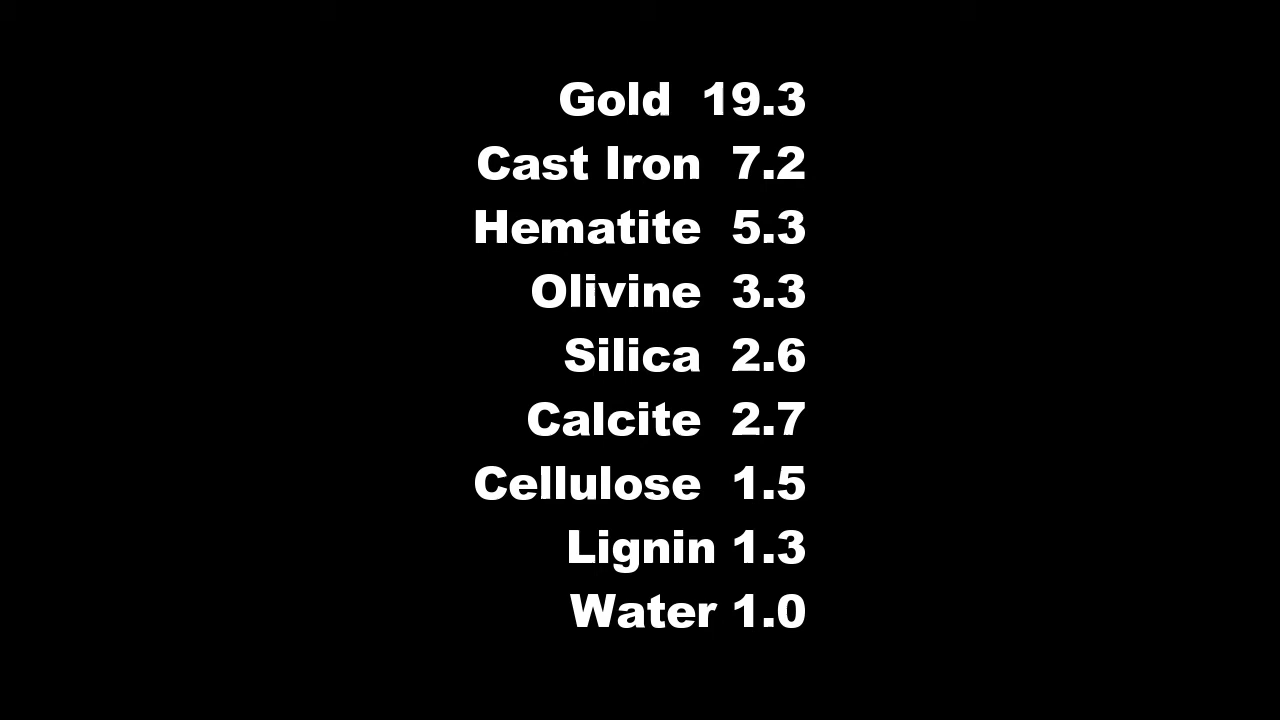 Gold 19.3
Cast Iron 7.2
Hematite 5.3
Olivine 3.3
Silica 2.6
Calcite 2.7
Cellulose 1.5
Lignin 1.3
Water 1.0